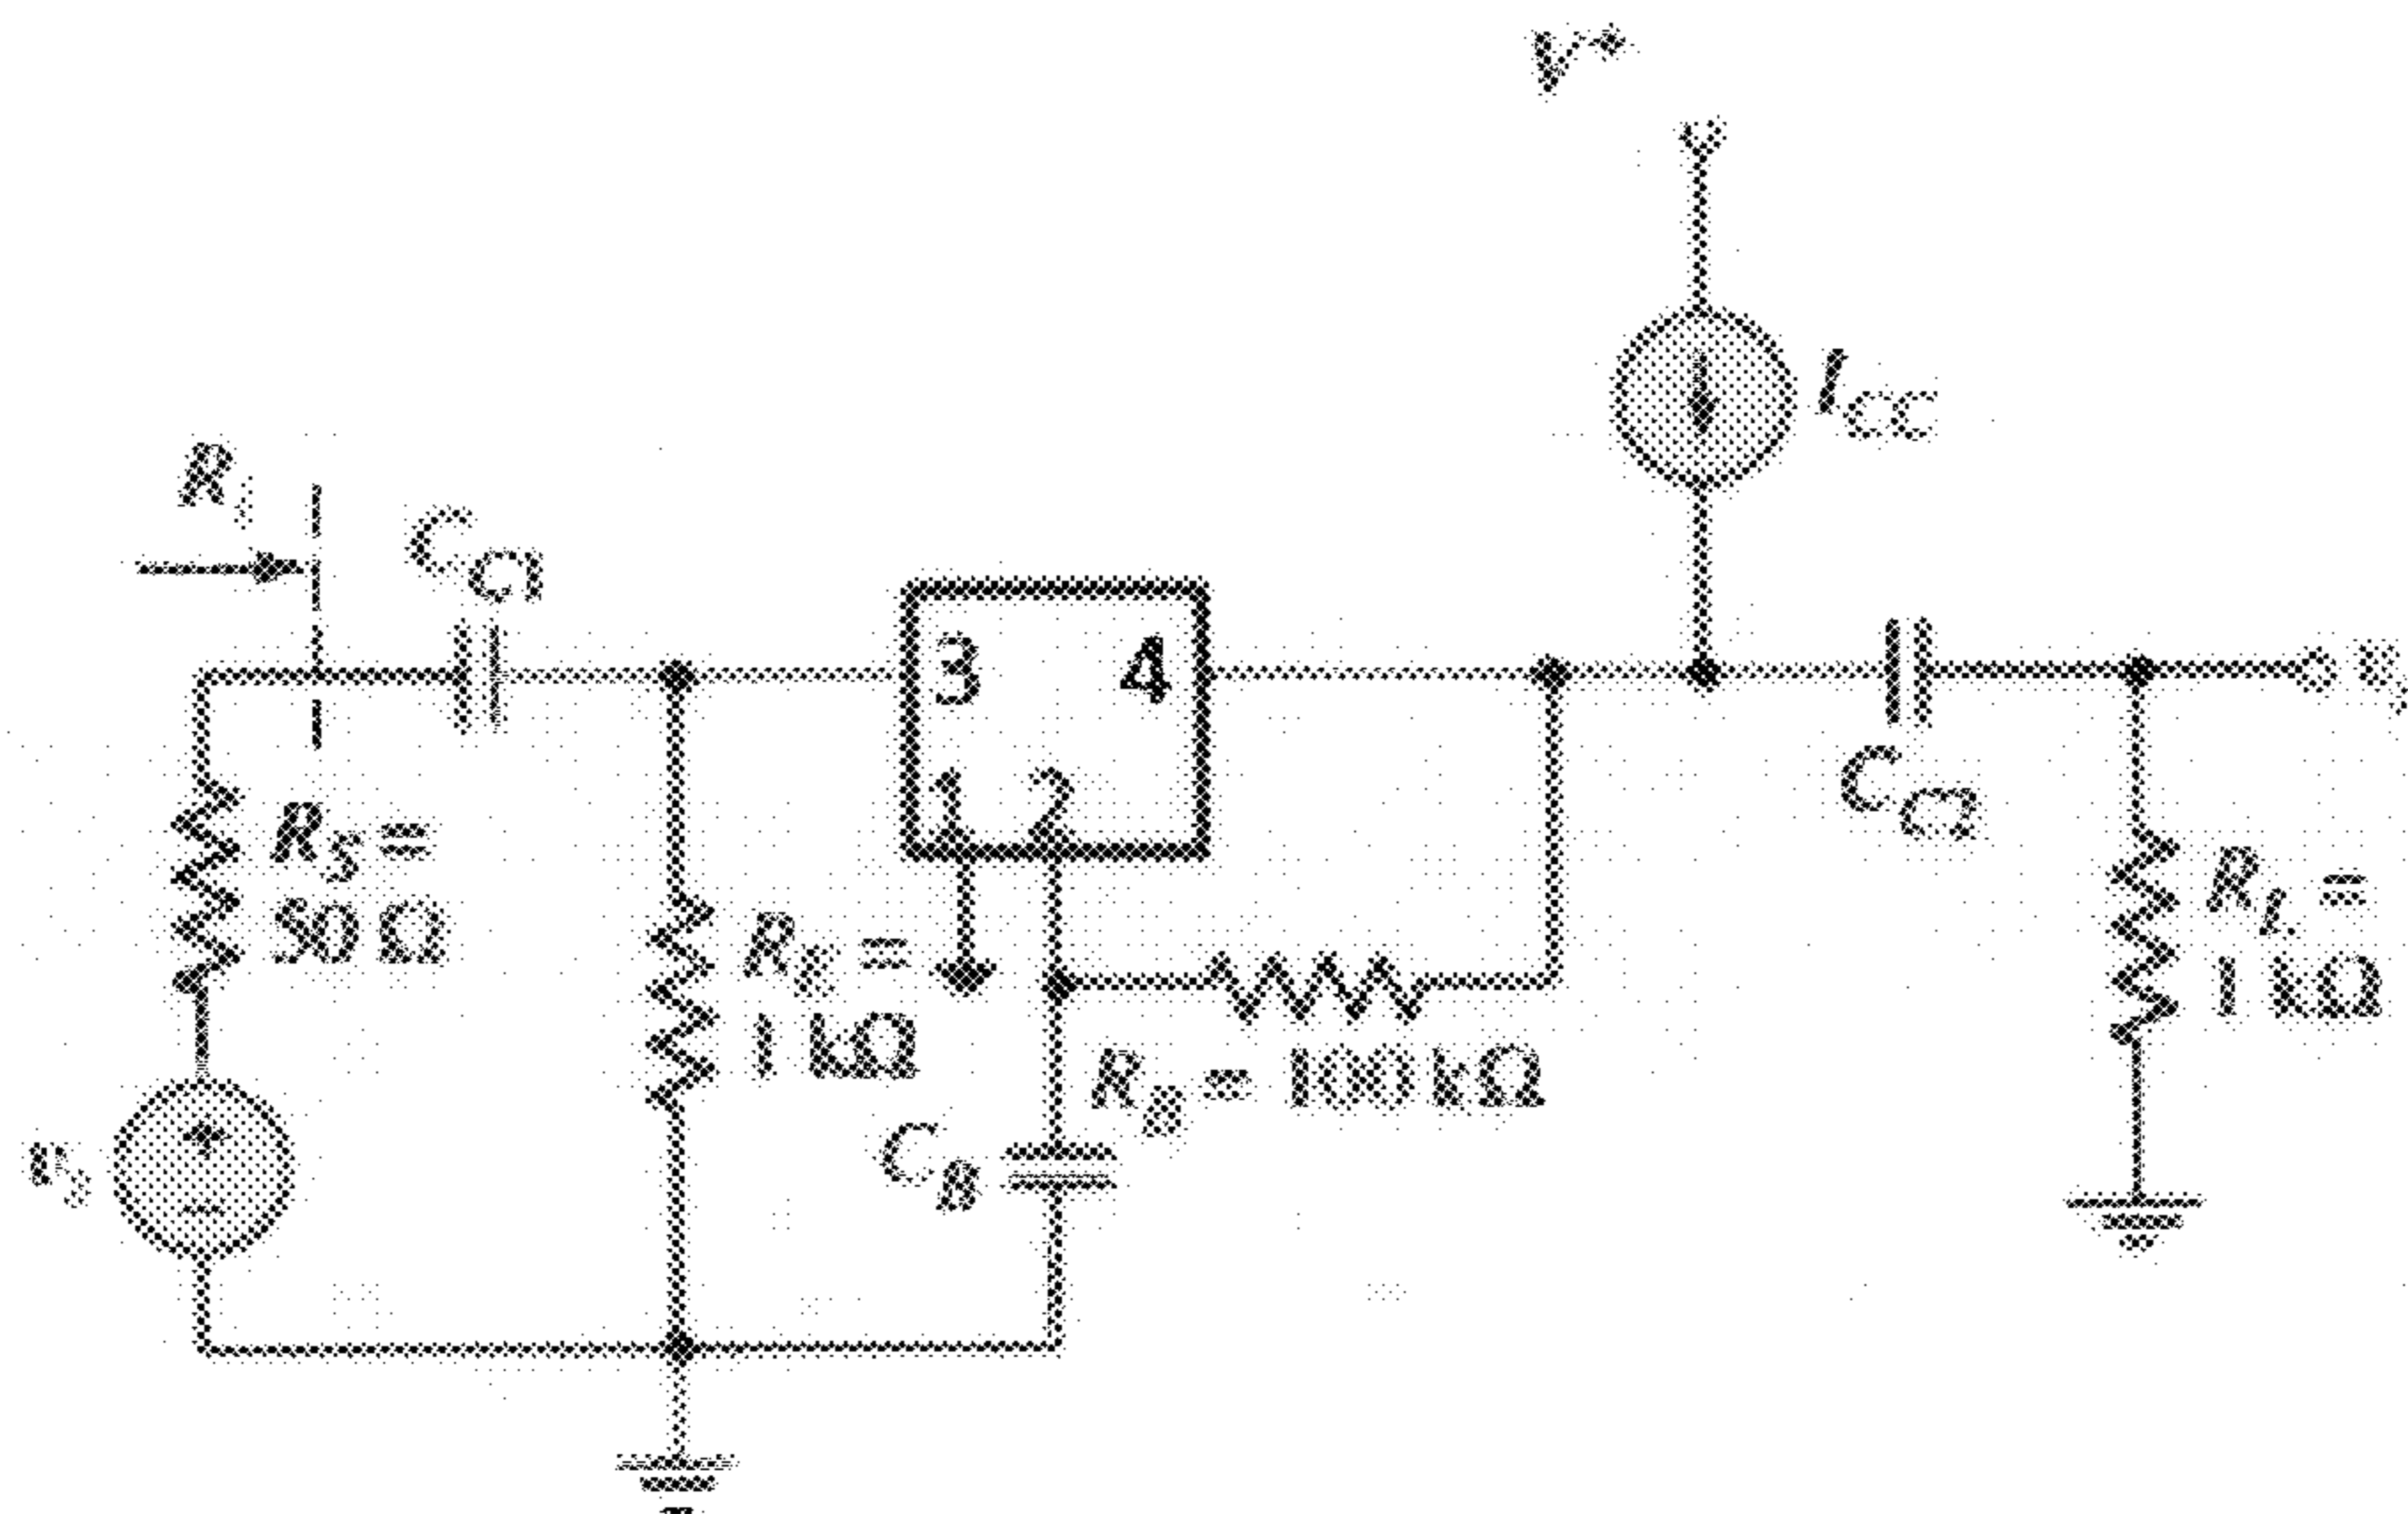 V+
I_CC
R_i
C_C1
3 4
1 2
R_S =
50 Ω
R_E =
1 kΩ
C_C2
R_L =
1 kΩ
R_B = 100 kΩ
C_B
v_s
+
−